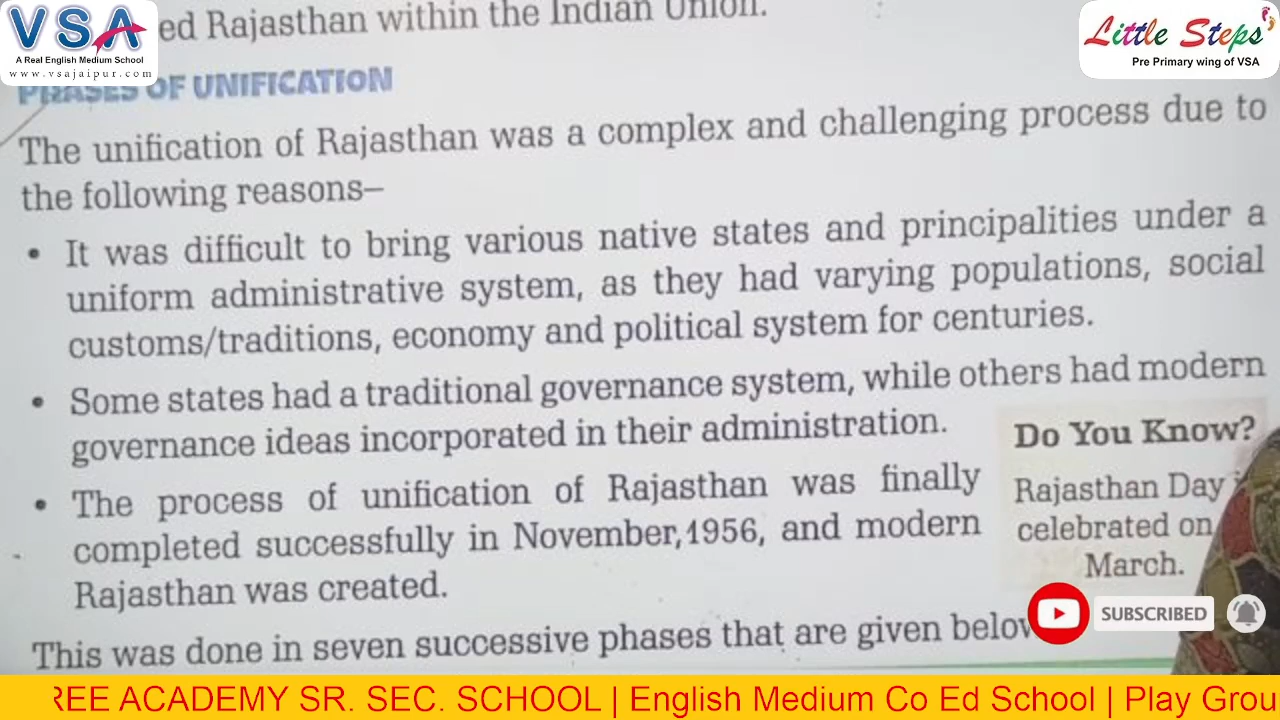 VSA
A Real English Medium School
www.vsajaipur.com
Little Steps
Pre Primary wing of VSA
ed Rajasthan within the Indian Union.
PHASES OF UNIFICATION
The unification of Rajasthan was a complex and challenging process due to
the following reasons–
• It was difficult to bring various native states and principalities under a
uniform administrative system, as they had varying populations, social
customs/traditions, economy and political system for centuries.
• Some states had a traditional governance system, while others had modern
governance ideas incorporated in their administration.
• The process of unification of Rajasthan was finally
completed successfully in November,1956, and modern
Rajasthan was created.
Do You Know?
Rajasthan Day
celebrated on
March.
This was done in seven successive phases that are given below
SUBSCRIBED
REE ACADEMY SR. SEC. SCHOOL | English Medium Co Ed School | Play Grou